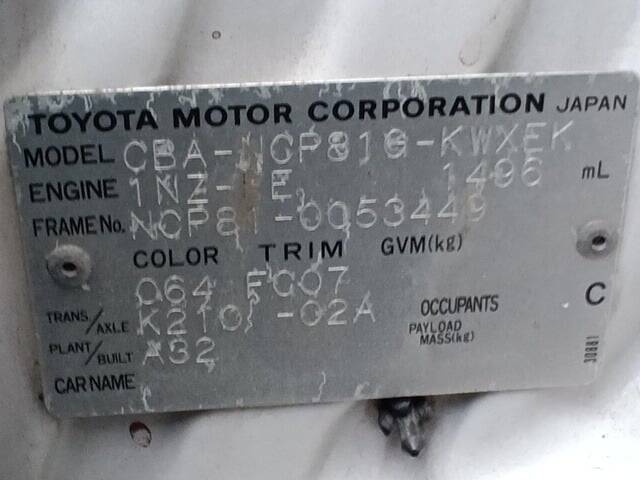 TOYOTA MOTOR CORPORATION JAPAN
MODEL CBA-NCP81G-KWXEK
ENGINE 1NZ- E, 1496 mL
FRAME No. NCP81-0053449
COLOR TRIM GVM(kg)
064 FC07 C
TRANS/AXLE K210 -02A OCCUPANTS
PLANT/BUILT A32 PAYLOAD MASS(kg)
CAR NAME
30881